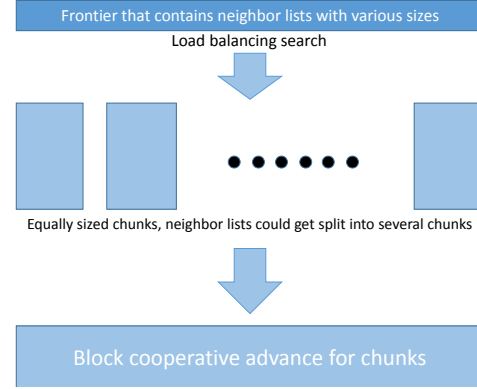 Frontier that contains neighbor lists with various sizes
Load balancing search
Equally sized chunks, neighbor lists could get split into several chunks
Block cooperative advance for chunks